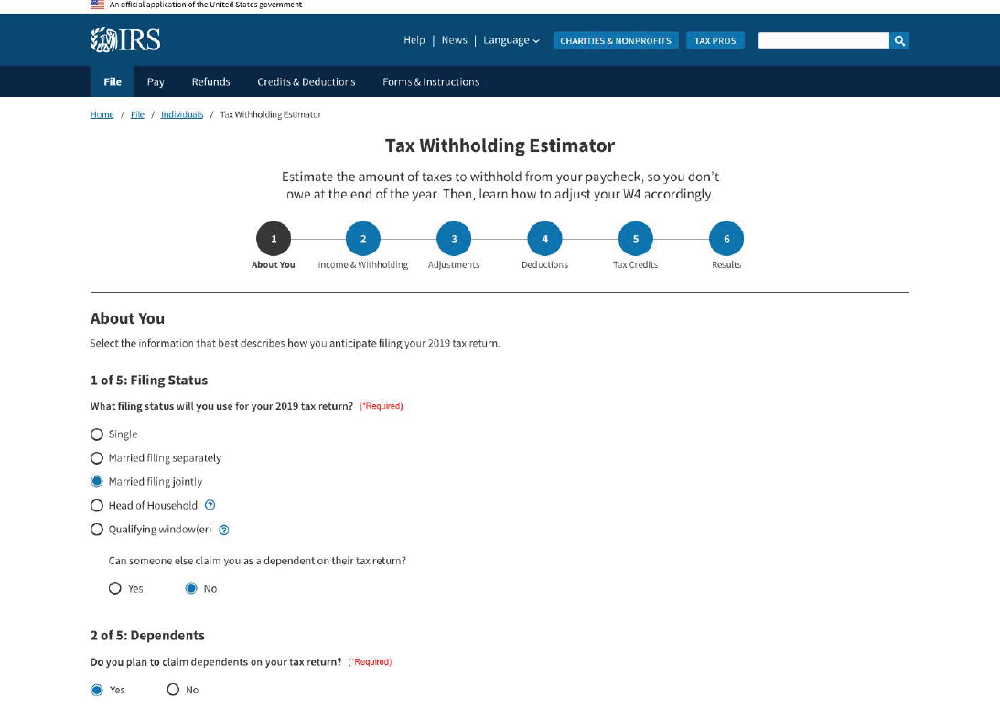 An official application of the United States government
IRS
Help | News | Language
CHARITIES & NONPROFITS
TAX PROS
File
Pay
Refunds
Credits & Deductions
Forms & Instructions
Home / File / Individuals / Tax Withholding Estimator
Tax Withholding Estimator
Estimate the amount of taxes to withhold from your paycheck, so you don't
owe at the end of the year. Then, learn how to adjust your W4 accordingly.
1
2
3
4
5
6
About You
Income & Withholding
Adjustments
Deductions
Tax Credits
Results
About You
Select the information that best describes how you anticipate filing your 2019 tax return.
1 of 5: Filing Status
What filing status will you use for your 2019 tax return? (*Required)
Single
Married filing separately
Married filing jointly
Head of Household ?
Qualifying window(er) ?
Can someone else claim you as a dependent on their tax return?
Yes
No
2 of 5: Dependents
Do you plan to claim dependents on your tax return? (*Required)
Yes
No